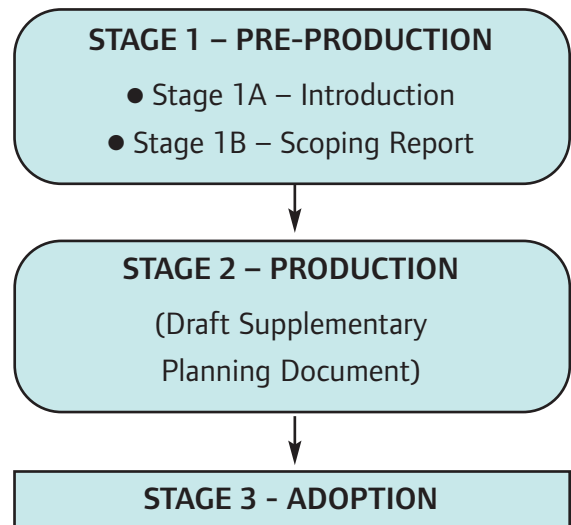 STAGE 1 – PRE-PRODUCTION
● Stage 1A – Introduction
● Stage 1B – Scoping Report
STAGE 2 – PRODUCTION
(Draft Supplementary
Planning Document)
STAGE 3 - ADOPTION